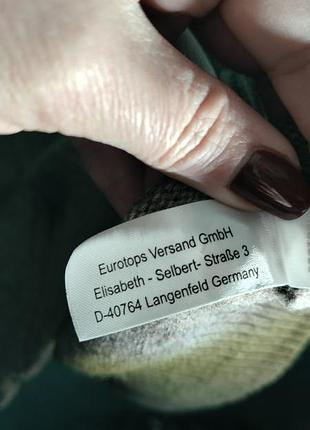 Eurotops Versand GmbH
Elisabeth - Selbert- Straße 3
D-40764 Langenfeld Germany